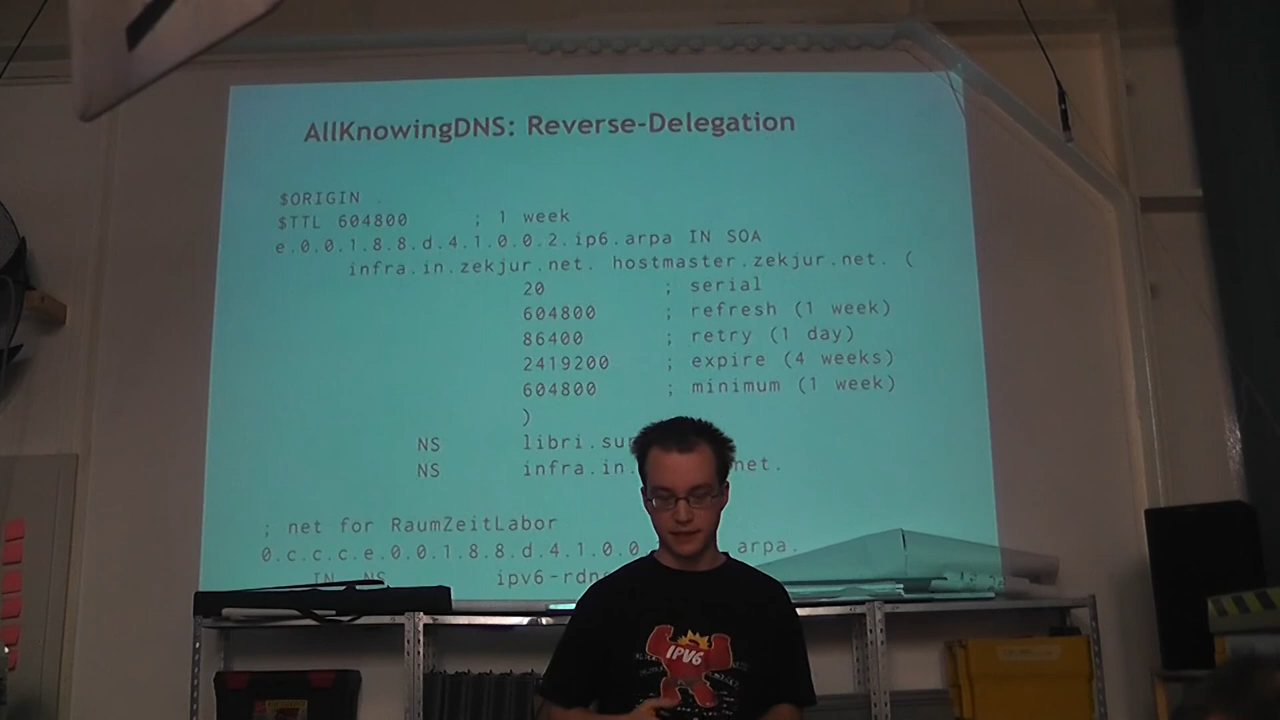 AllKnowingDNS: Reverse-Delegation
$ORIGIN .
$TTL 604800 ; 1 week
e.0.0.1.8.8.d.4.1.0.0.2.ip6.arpa IN SOA
infra.in.zekjur.net. hostmaster.zekjur.net. (
20 ; serial
604800 ; refresh (1 week)
86400 ; retry (1 day)
2419200 ; expire (4 weeks)
604800 ; minimum (1 week)
)
NS libri.su
NS infra.in. net.
; net for RaumZeitLabor
0.c.c.c.e.0.0.1.8.8.d.4.1.0.0 arpa.
IN NS ipv6-rdn
IPV6